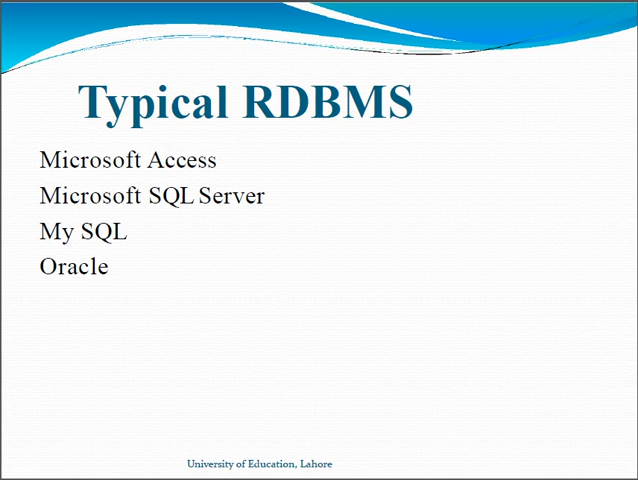 Typical RDBMS
Microsoft Access
Microsoft SQL Server
My SQL
Oracle
University of Education, Lahore